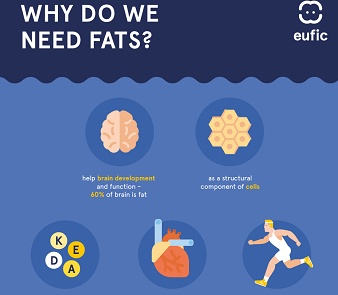 WHY DO WE
NEED FATS?
eufic
help brain development
and function –
60% of brain is fat
as a structural
component of cells
K
E
D
A